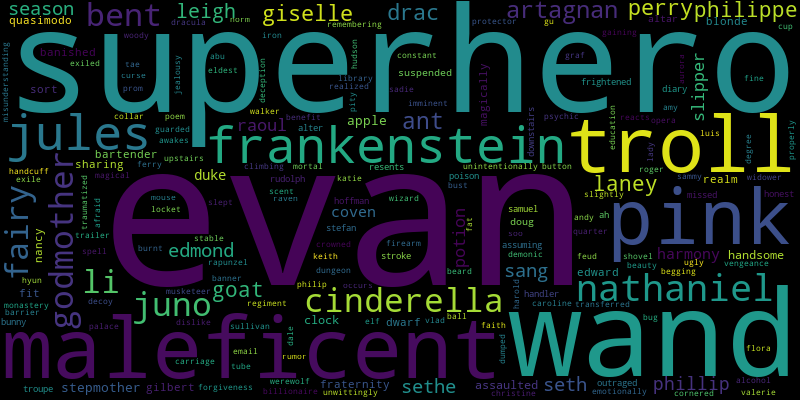 season
quasimodo
bent
leigh
giselle
norm
remembering
drac
artagnan
perry
philippe
altar
blonde
cup
superhero
misunderstanding
banished
exiled
sort
woody
tae
curse
prom
dracula
jealousy
abu
eldest
deception
iron
walker
hudson
pity
library
realized
sadie
constant
suspended
imminent
magically
protector
psychic
gu
graf
frightened
gaining
education
diary
amy
slipper
fine
jules
collar
poem
guarded
awakes
bartender
sharing
ferry
upstairs
raoul
benefit
alter
apple
ant
downstairs
frankenstein
troll
reacts
opera
luis
lady
roger
aurora
degree
widower
properly
handcuff
exile
fairy
nancy
godmother
traumatized
afraid
magical
trailer
spell
mouse
locket
duke
evan
climbing
mortal
resents
unintentionally
button
rudolph
katie
scent
raven
slept
hoffman
wizard
poison
bust
coven
stefan
crowned
firearm
keith
stroke
dungeon
beard
potion
fat
samuel
doug
soo
assuming
demonic
laney
realm
slightly
sammy
missed
honest
andy
ah
quarter
pink
feud
shovel
harmony
handsome
ugly
beauty
begging
vengeance
burnt
stable
edmond
rapunzel
banner
musketeer
goat
regiment
philip
occurs
hyun
fit
li
decoy
monastery
barrier
bunny
juno
palace
dislike
sullivan
cinderella
clock
elf
dwarf
vlad
ball
faith
sang
harold
handler
caroline
edward
transferred
nathaniel
bug
wand
flora
dumped
maleficent
carriage
email
tube
rumor
dale
troupe
stepmother
gilbert
forgiveness
billionaire
werewolf
fraternity
unwittingly
sethe
assaulted
christine
seth
outraged
emotionally
phillip
cornered
alcohol
valerie